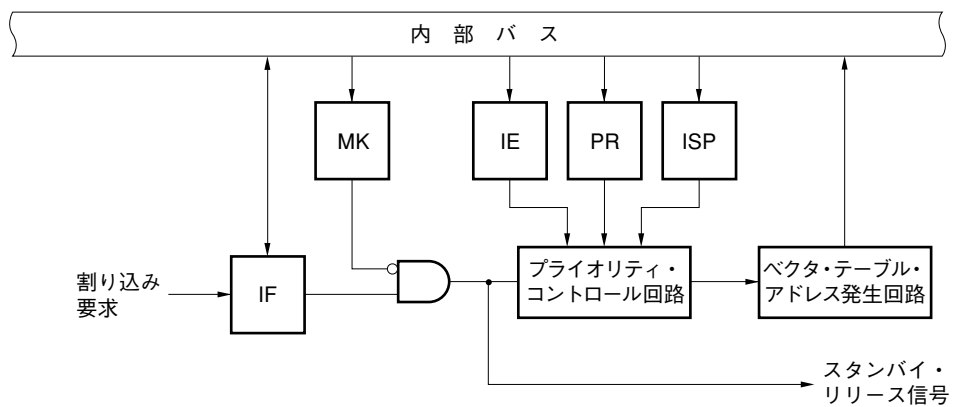 内部バス
MK
IE
PR
ISP
割り込み
要求
IF
プライオリティ・
コントロール回路
ベクタ・テーブル・
アドレス発生回路
スタンバイ・
リリース信号